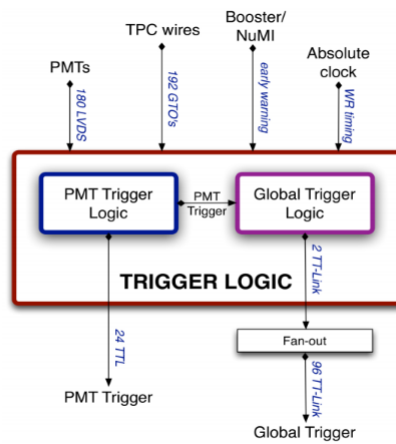 Booster/
NuMI
TPC wires
Absolute
clock
PMTs
180 LVDS
192 GTO's
early warning
WR timing
PMT Trigger
Logic
PMT
Trigger
Global Trigger
Logic
2 TT-Link
TRIGGER LOGIC
24 TTL
Fan-out
96 TT-Link
PMT Trigger
Global Trigger